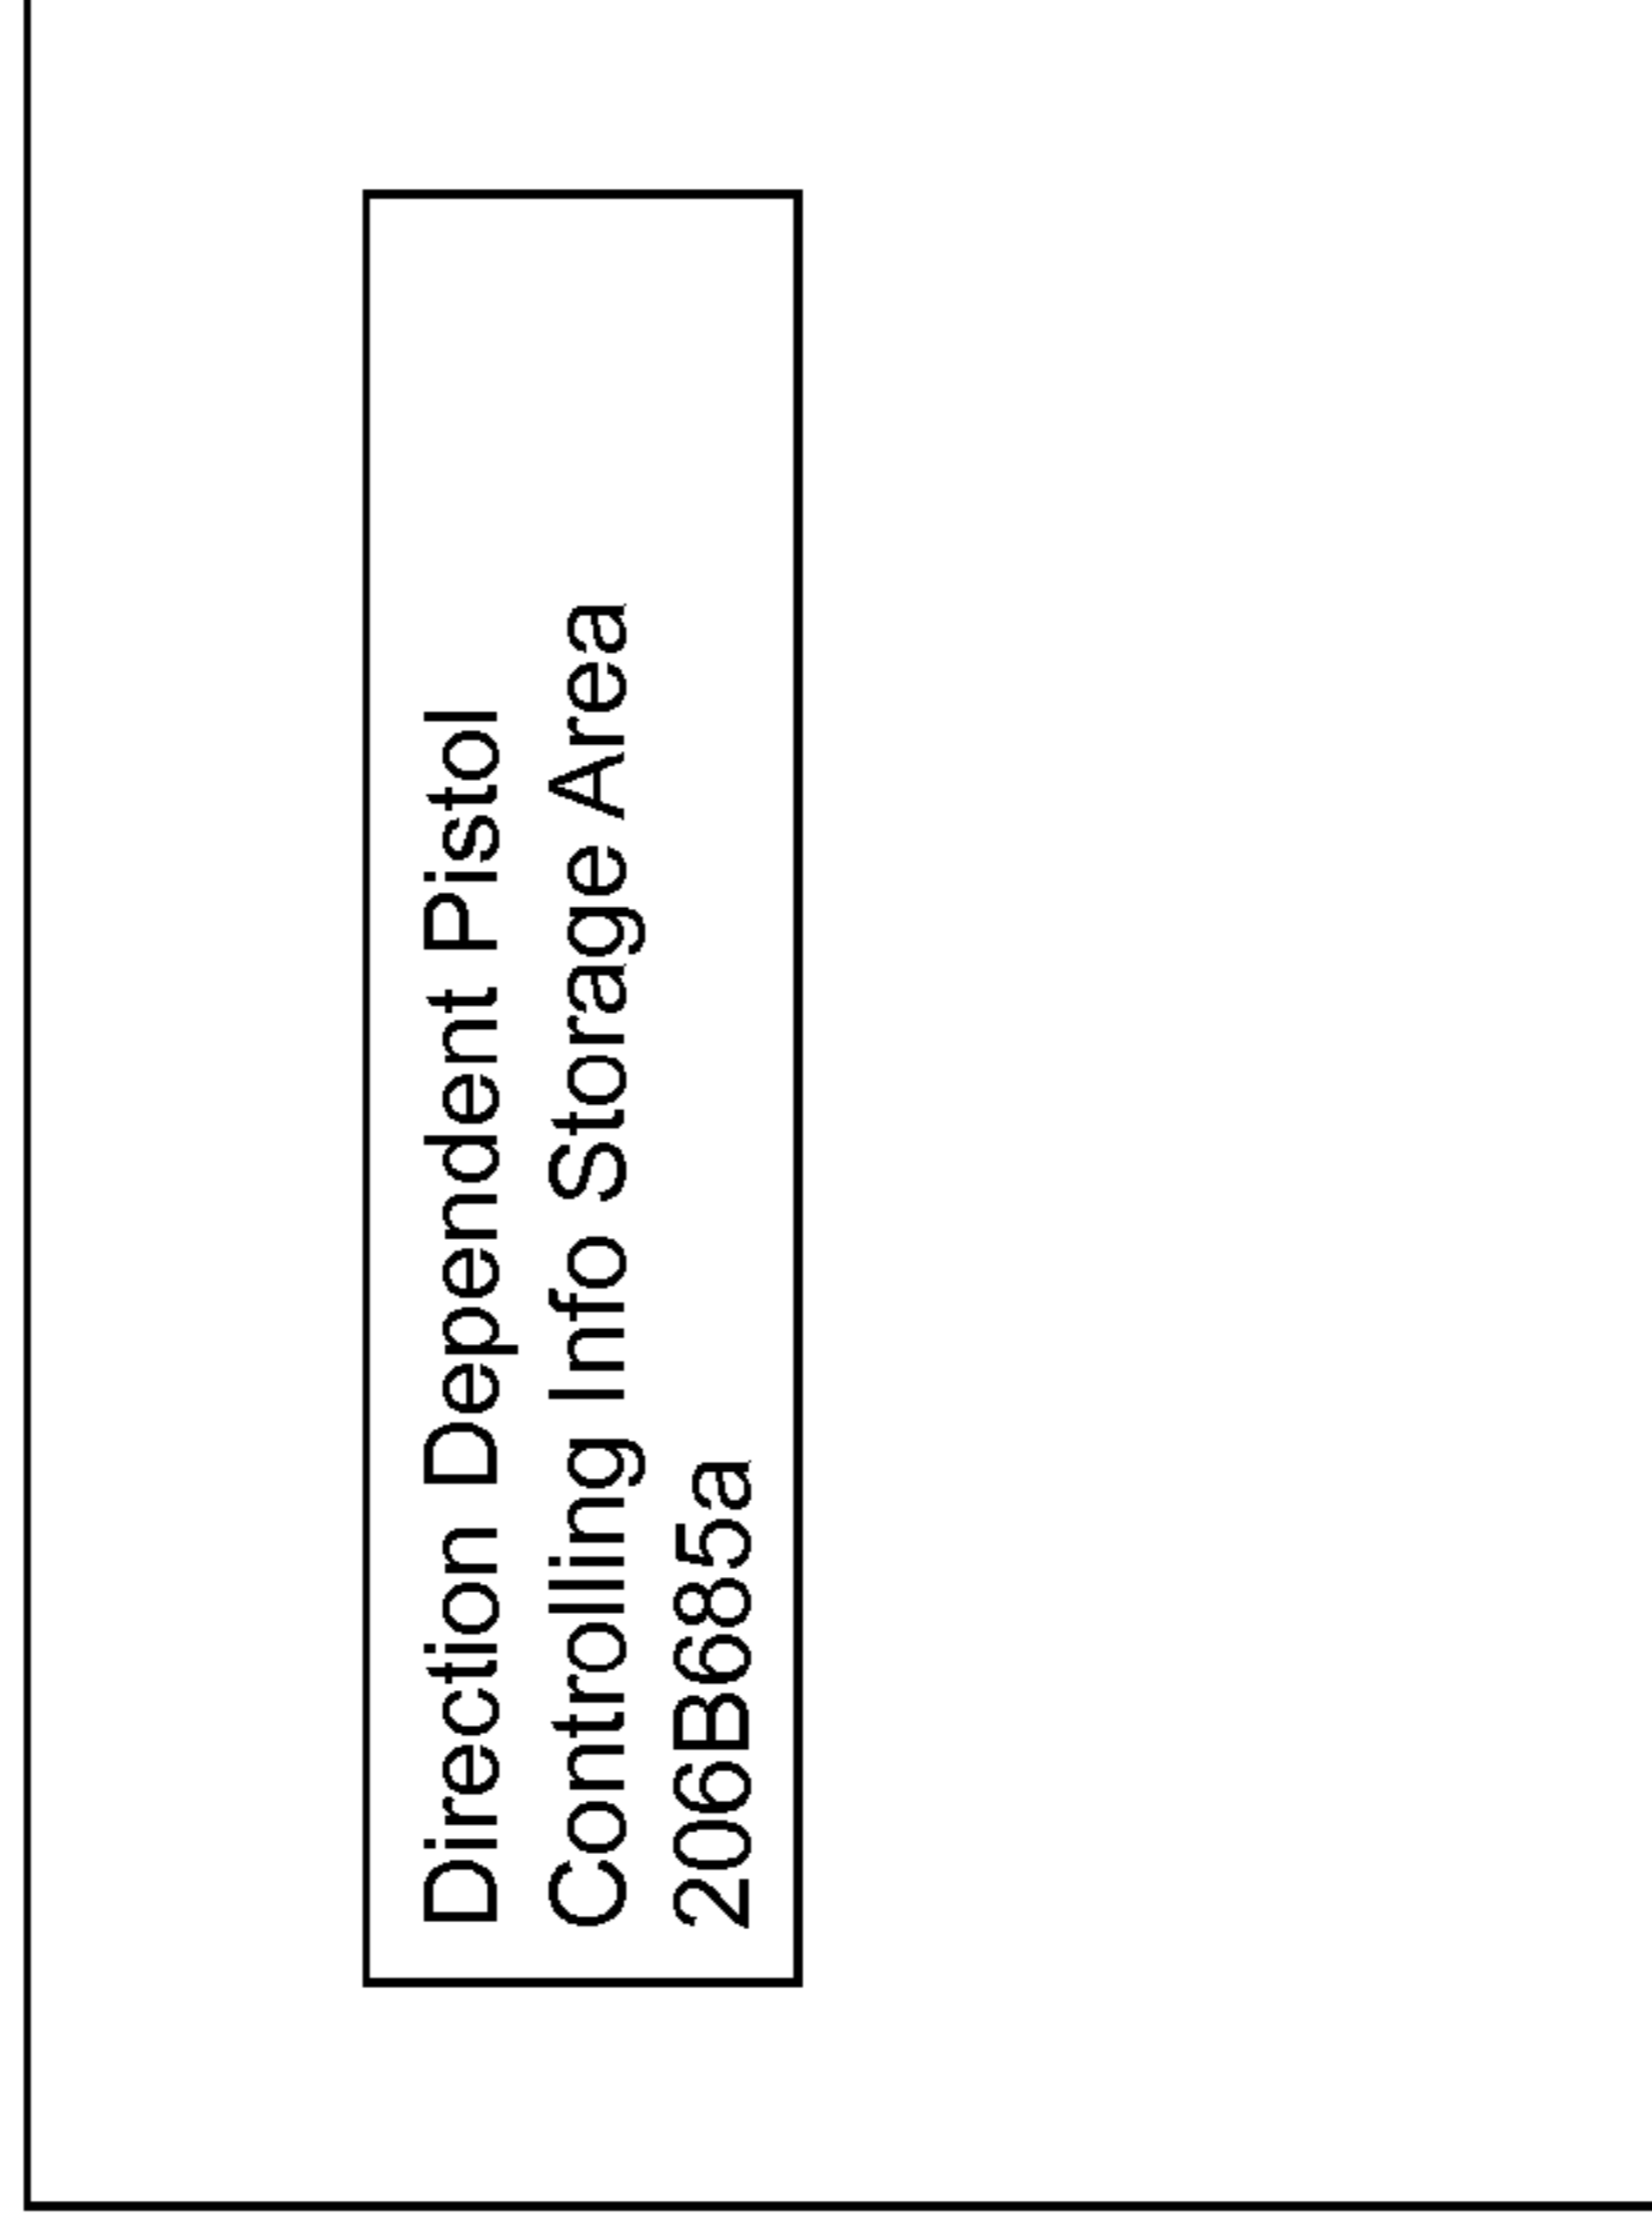 Direction Dependent Pistol
Controlling Info Storage Area
206B685a